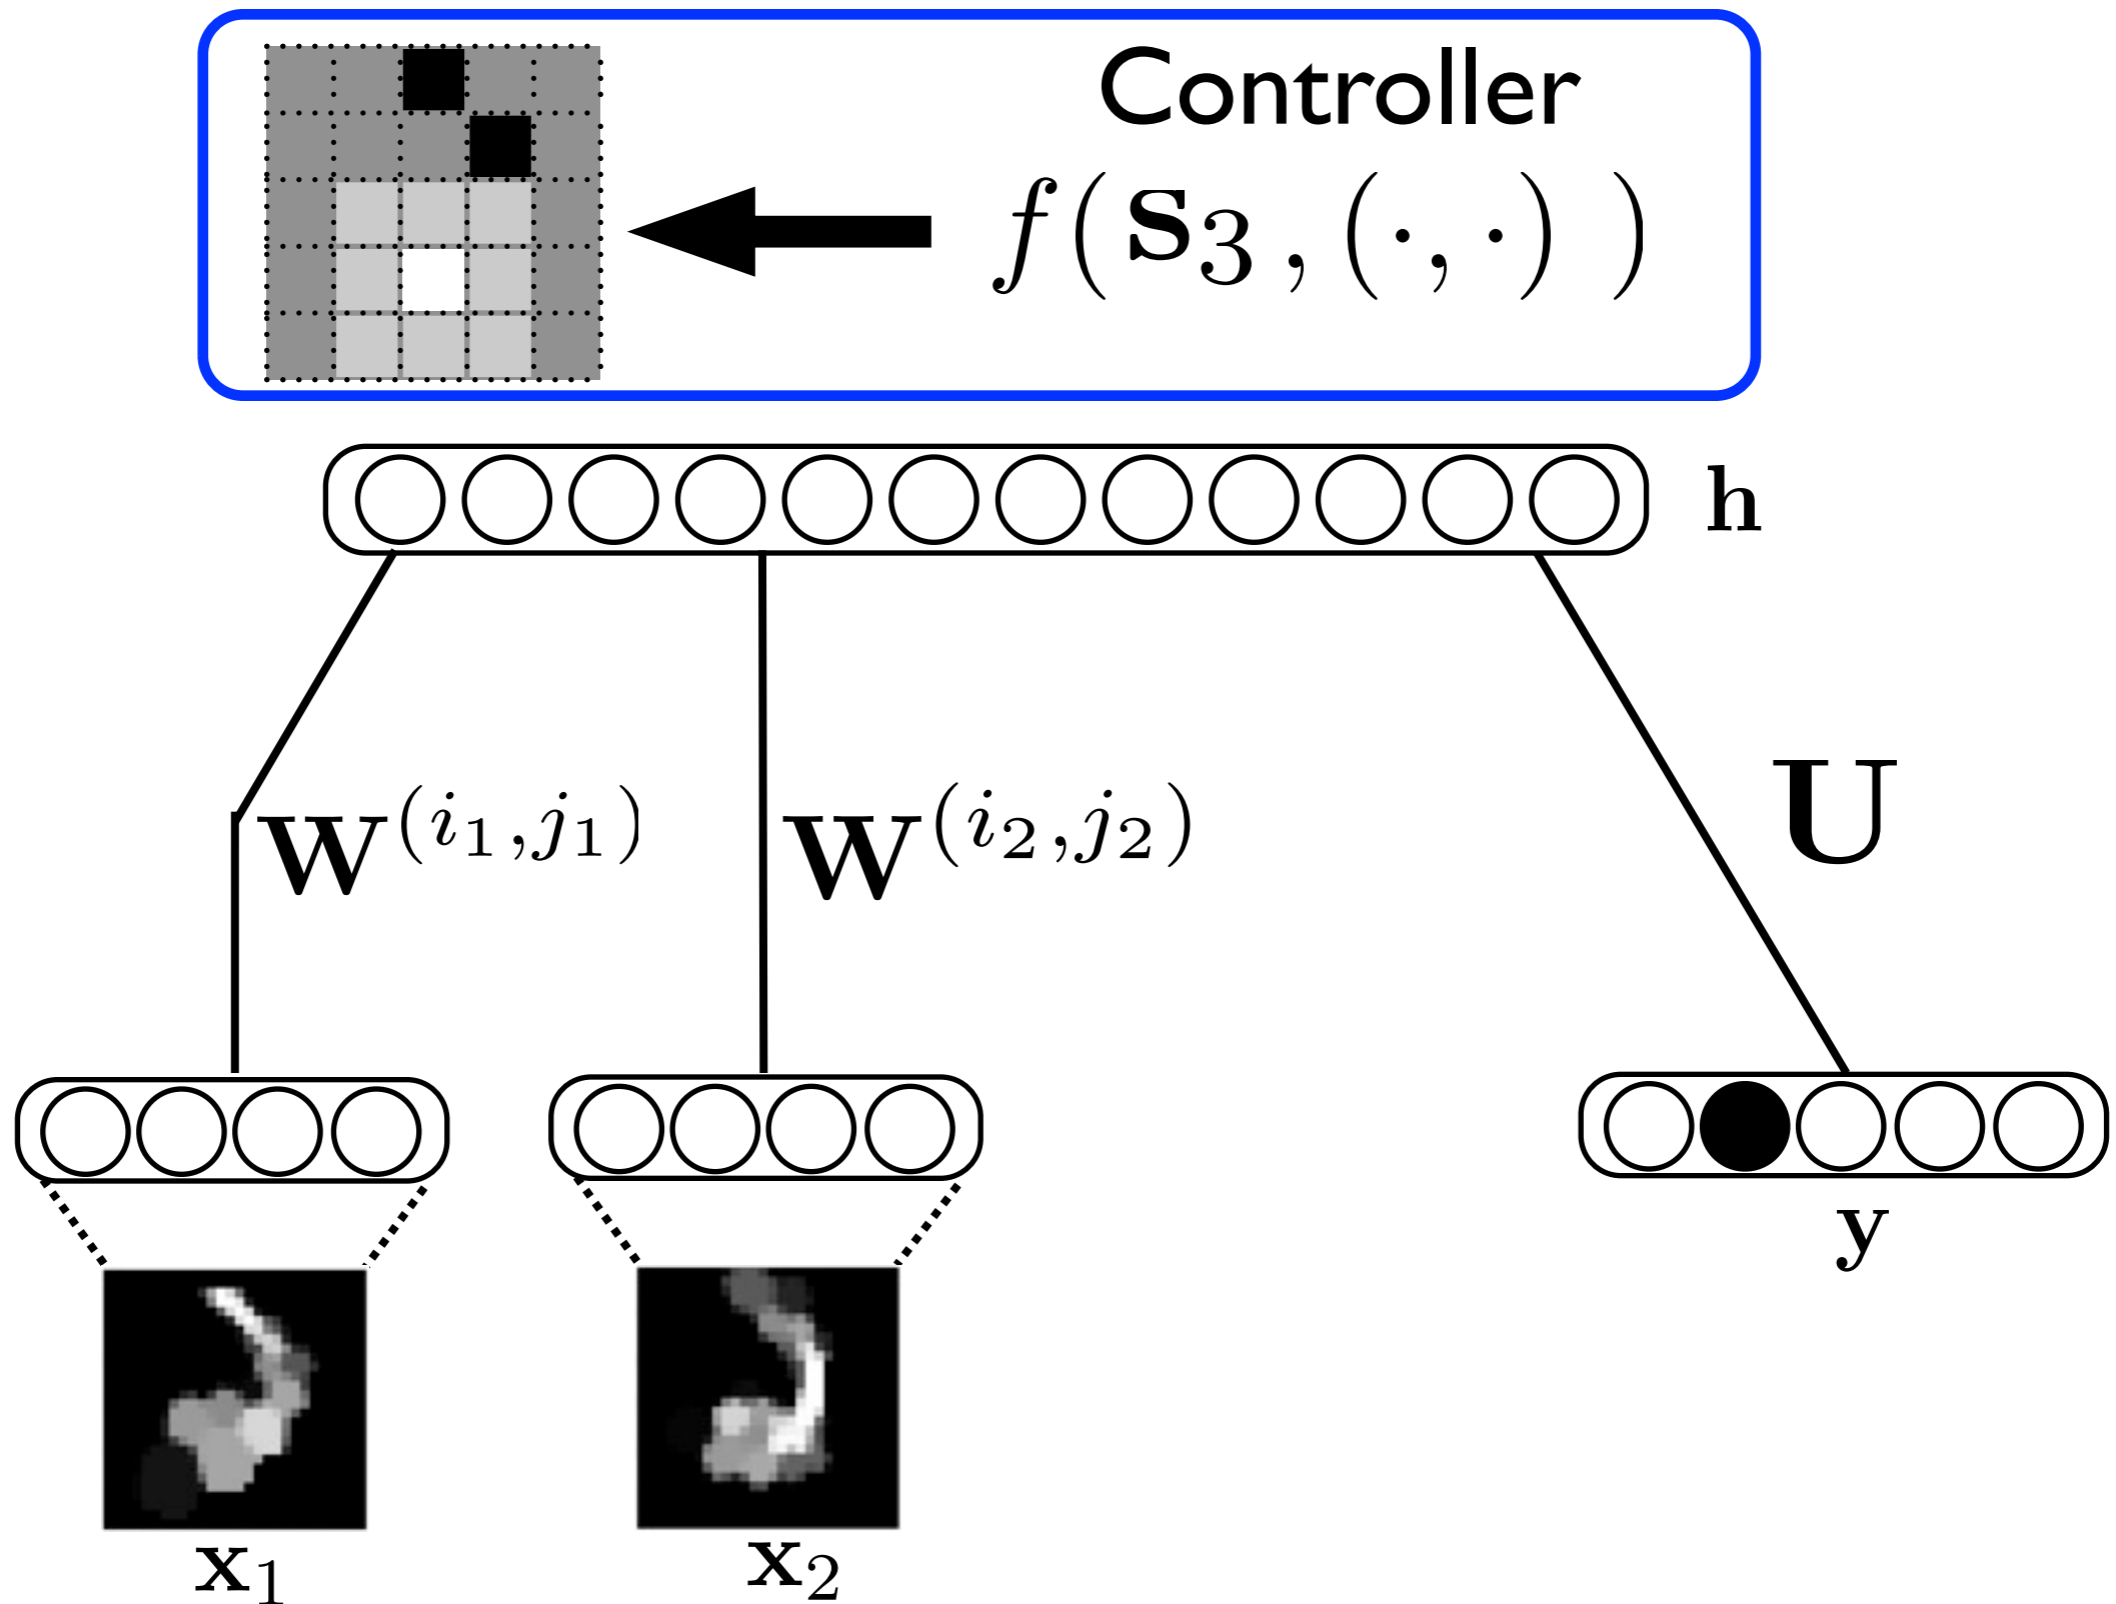 Controller
f( s₃ , (·, ·) )
h
W^(i₁,j₁)
W^(i₂,j₂)
U
y
x₁
x₂